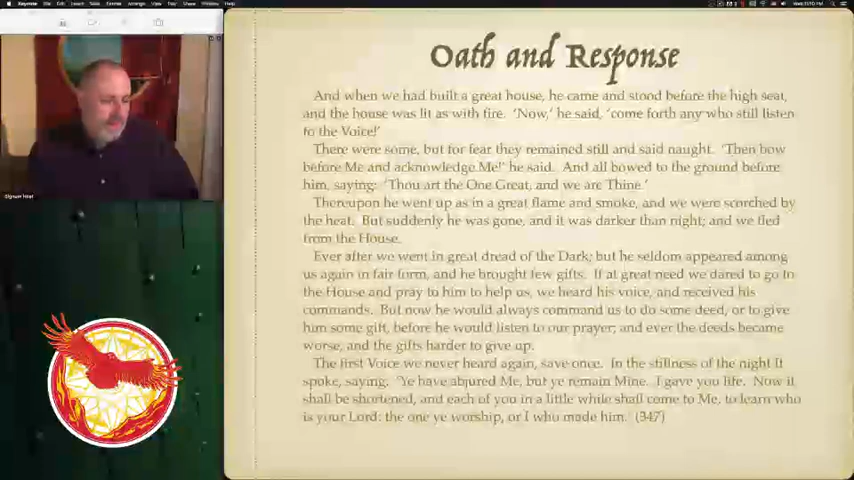 Oath and Response
And when we had built a great house, he came and stood before the high seat,
and the house was lit as with fire. 'Now,' he said, 'come forth any who still listen
to the Voice!'
There were some, but for fear they remained still and said naught. 'Then bow
before Me and acknowledge Me!' he said. And all bowed to the ground before
him, saying: 'Thou art the One Great, and we are Thine.'
Thereupon he went up as in a great flame and smoke, and we were scorched by
the heat. But suddenly he was gone, and it was darker than night; and we fled
from the House.
Ever after we went in great dread of the Dark; but he seldom appeared among
us again in fair form, and he brought few gifts. If at great need we dared to go to
the House and pray to him to help us, we heard his voice, and received his
commands. But now he would always command us to do some deed, or to give
him some gift, before he would listen to our prayer; and ever the deeds became
worse, and the gifts harder to give up.
The first Voice we never heard again, save once. In the stillness of the night It
spoke, saying: 'Ye have abjured Me, but ye remain Mine. I gave you life. Now it
shall be shortened, and each of you in a little while shall come to Me, to learn who
is your Lord: the one ye worship, or I who made him. (347)